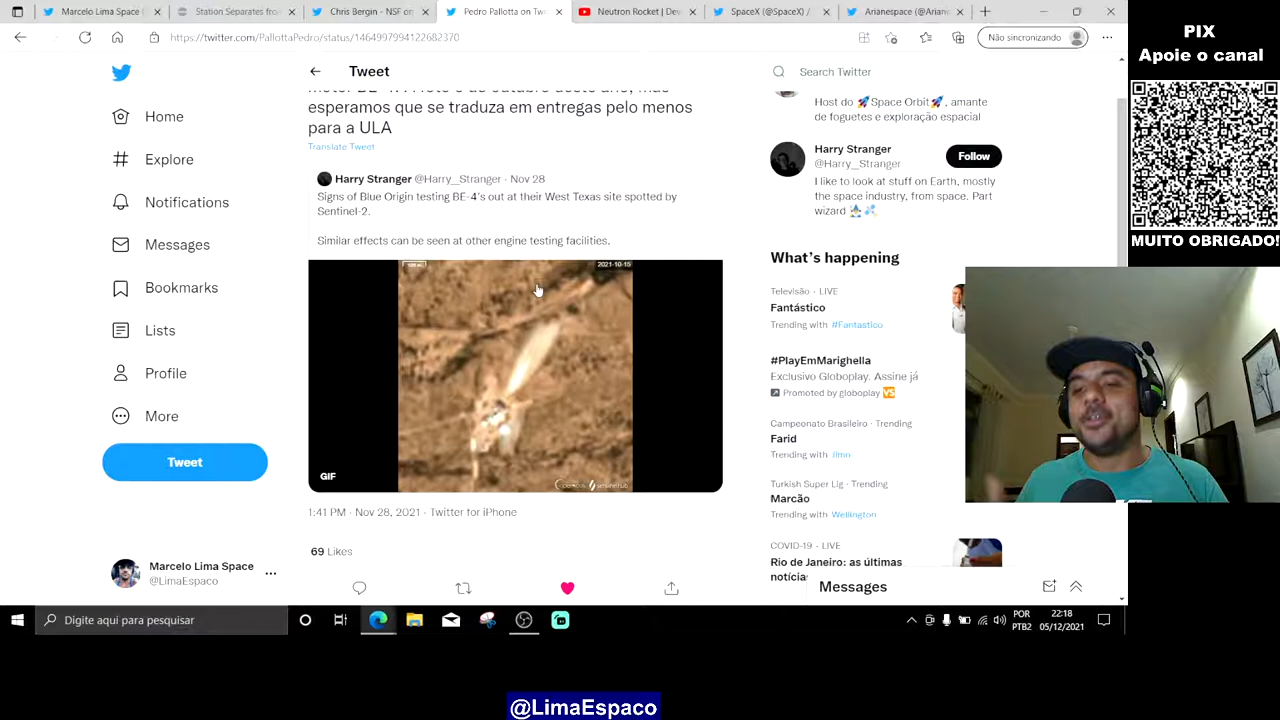 Marcelo Lima Space (
Station Separates fro
Chris Bergin - NSF on
Pedro Pallotta on Tw
Neutron Rocket | Dev
SpaceX (@SpaceX) /
Arianespace (@Ariane
https://twitter.com/PallottaPedro/status/1464997994122682370
Não sincronizando
PIX
Apoie o canal
MUITO OBRIGADO!
Tweet
Search Twitter
Home
Explore
Notifications
Messages
Bookmarks
Lists
Profile
More
Tweet
Marcelo Lima Space
@LimaEspaco
esperamos que se traduza em entregas pelo menos
para a ULA
Translate Tweet
Harry Stranger @Harry__Stranger · Nov 28
Signs of Blue Origin testing BE-4's out at their West Texas site spotted by
Sentinel-2.
Similar effects can be seen at other engine testing facilities.
2021-10-15
GIF
1:41 PM · Nov 28, 2021 · Twitter for iPhone
69 Likes
Host do 🚀Space Orbit🚀, amante
de foguetes e exploração espacial
Harry Stranger
@Harry__Stranger
Follow
I like to look at stuff on Earth, mostly
the space industry, from space. Part
wizard
What's happening
Televisão · LIVE
Fantástico
Trending with #Fantastico
#PlayEmMarighella
Exclusivo Globoplay. Assine já
Promoted by globoplay
Campeonato Brasileiro · Trending
Farid
Trending with
Turkish Super Lig · Trending
Marcão
Trending with Wellington
COVID-19 · LIVE
Rio de Janeiro: as últimas
Messages
Digite aqui para pesquisar
POR
PTB2
22:18
05/12/2021
@LimaEspaco